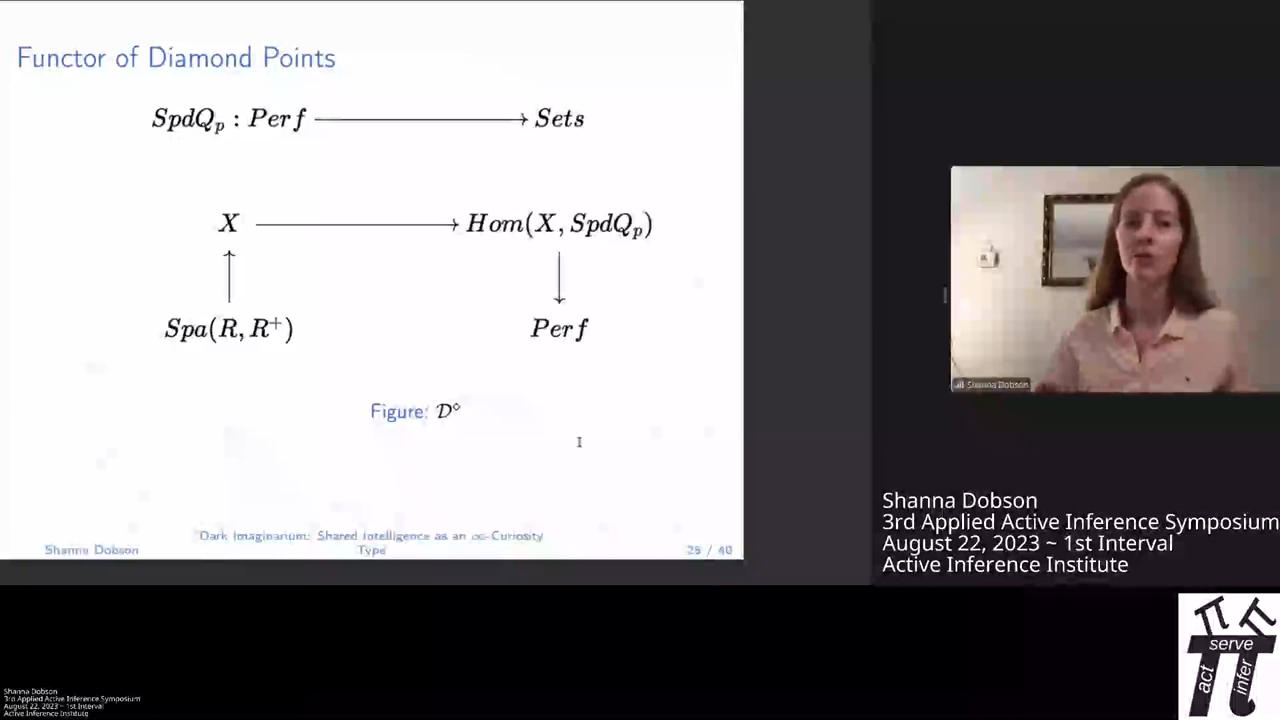 Functor of Diamond Points
SpdQ_p : Perf ⟶ Sets
X ⟶ Hom(X, SpdQ_p)
Spa(R, R⁺) Perf
Figure: 𝒟^⋄
Dark Imaginarium: Shared Intelligence as an ∞-Curiosity
Shanna Dobson Type 25 / 40
Shanna Dobson
Shanna Dobson
3rd Applied Active Inference Symposium
August 22, 2023 ~ 1st Interval
Active Inference Institute
serve
act infer
Shanna Dobson
3rd Applied Active Inference Symposium
August 22, 2023 ~ 1st Interval
Active Inference Institute